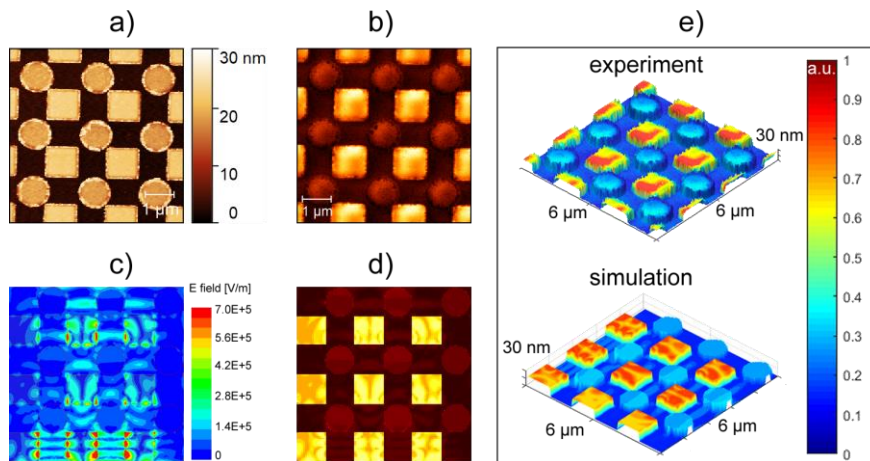 a)
30 nm
20
10
0
1 µm
b)
1 µm
c)
E field [V/m]
7.0E+5
5.6E+5
4.2E+5
2.8E+5
1.4E+5
0
d)
e)
experiment
30 nm
6 µm
6 µm
simulation
30 nm
6 µm
6 µm
a.u.
1
0.9
0.8
0.7
0.6
0.5
0.4
0.3
0.2
0.1
0